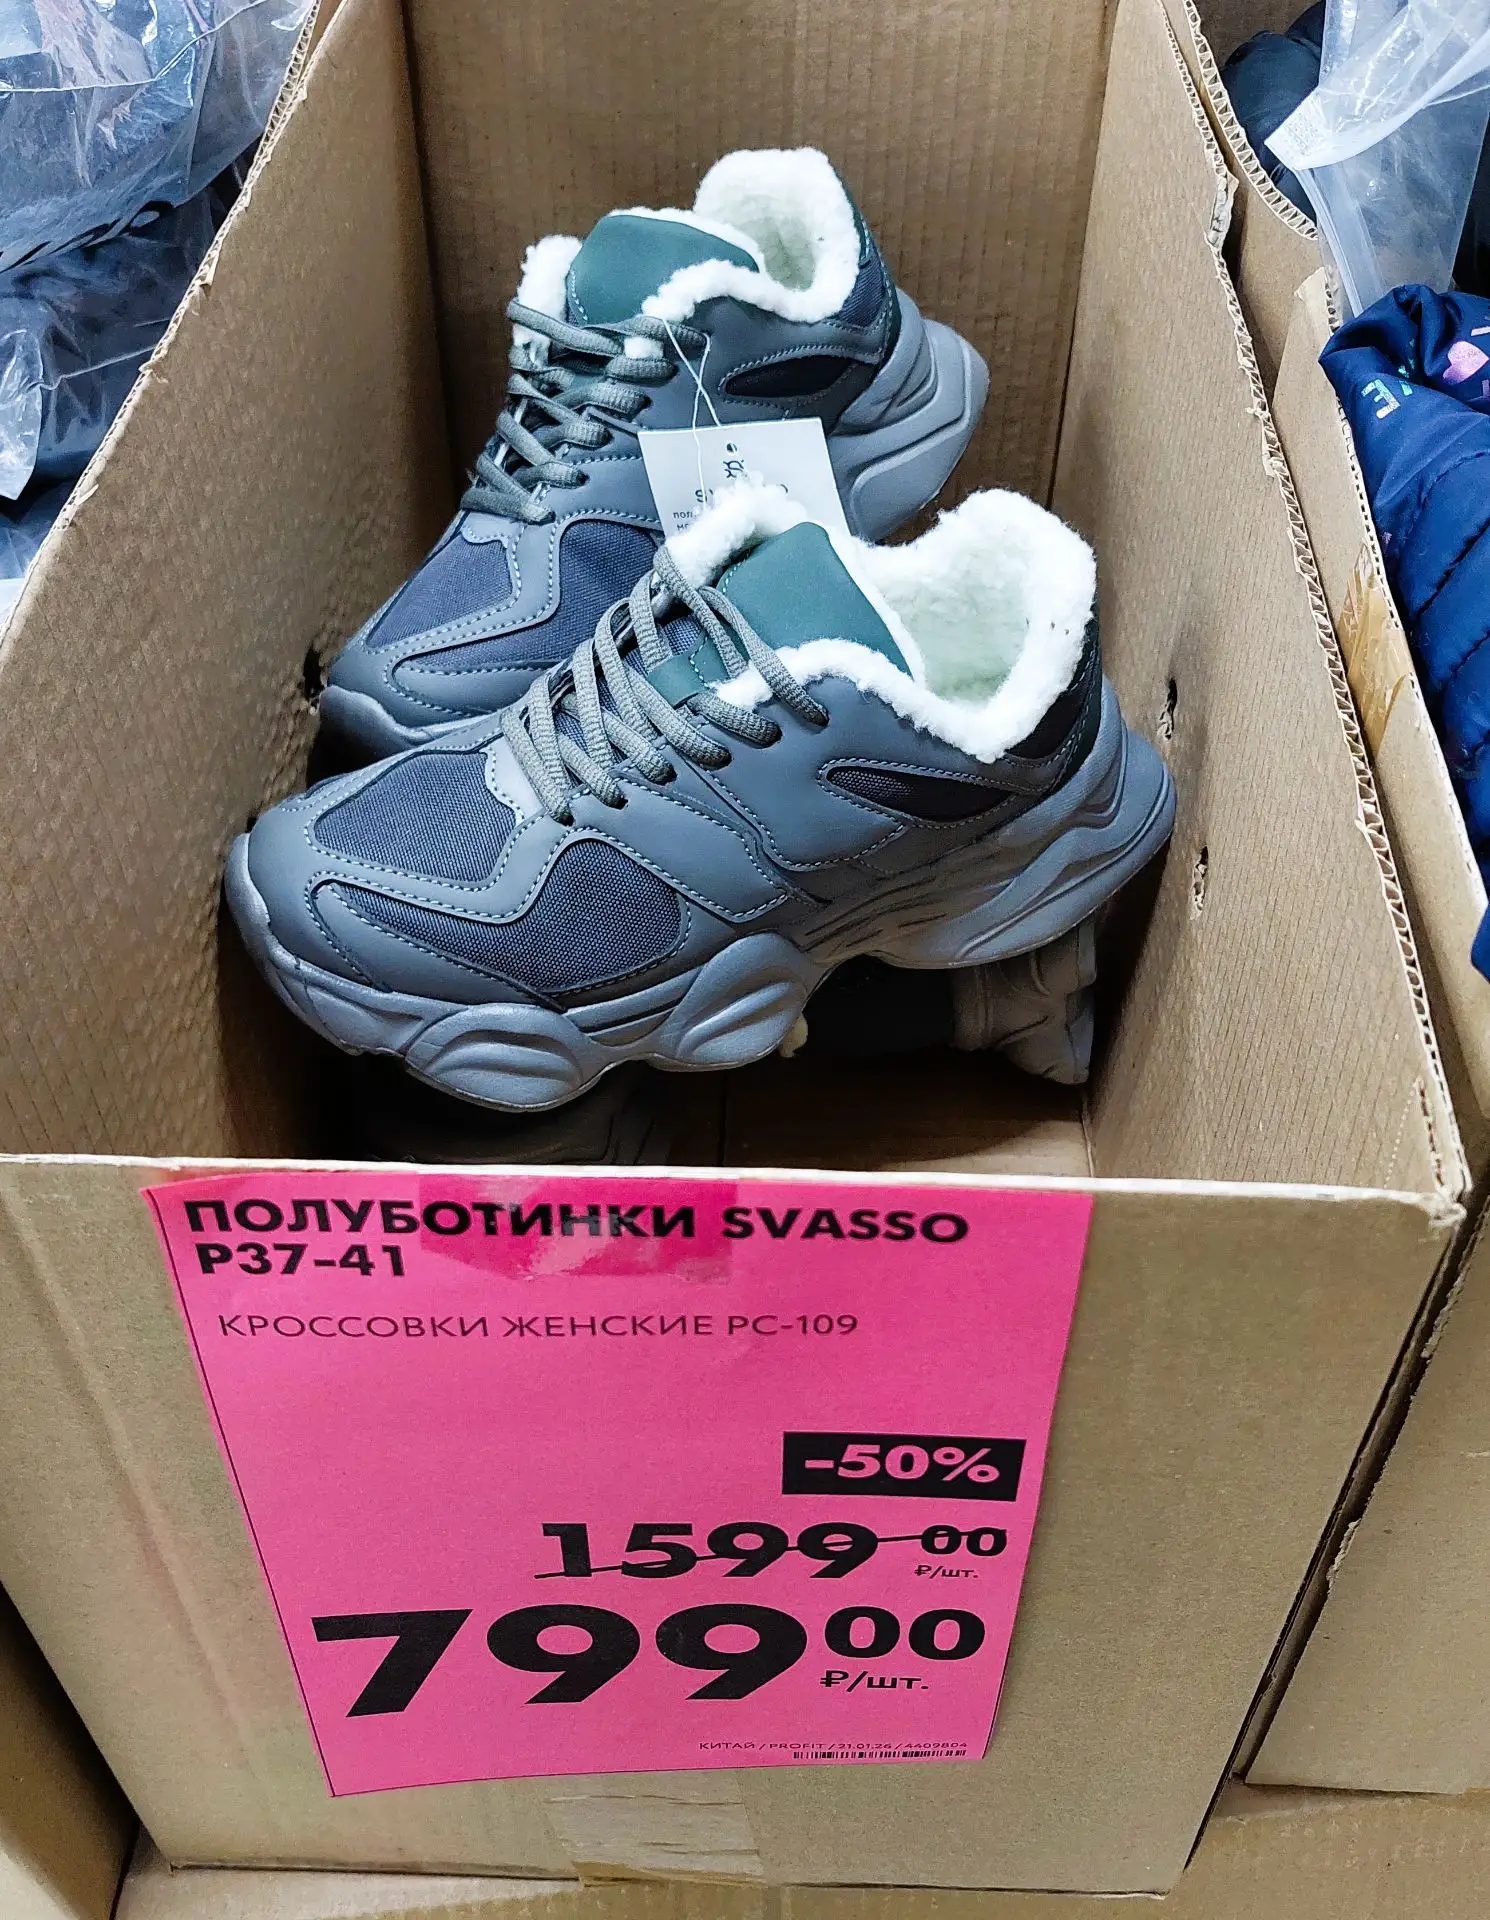 ПОЛУБОТИНКИ SVASSO
Р37-41
КРОССОВКИ ЖЕНСКИЕ РС-109
-50%
1599 00
₽/шт.
799 00
₽/шт.
КИТАЙ / PROFIT / 21.01.26 / 4409804